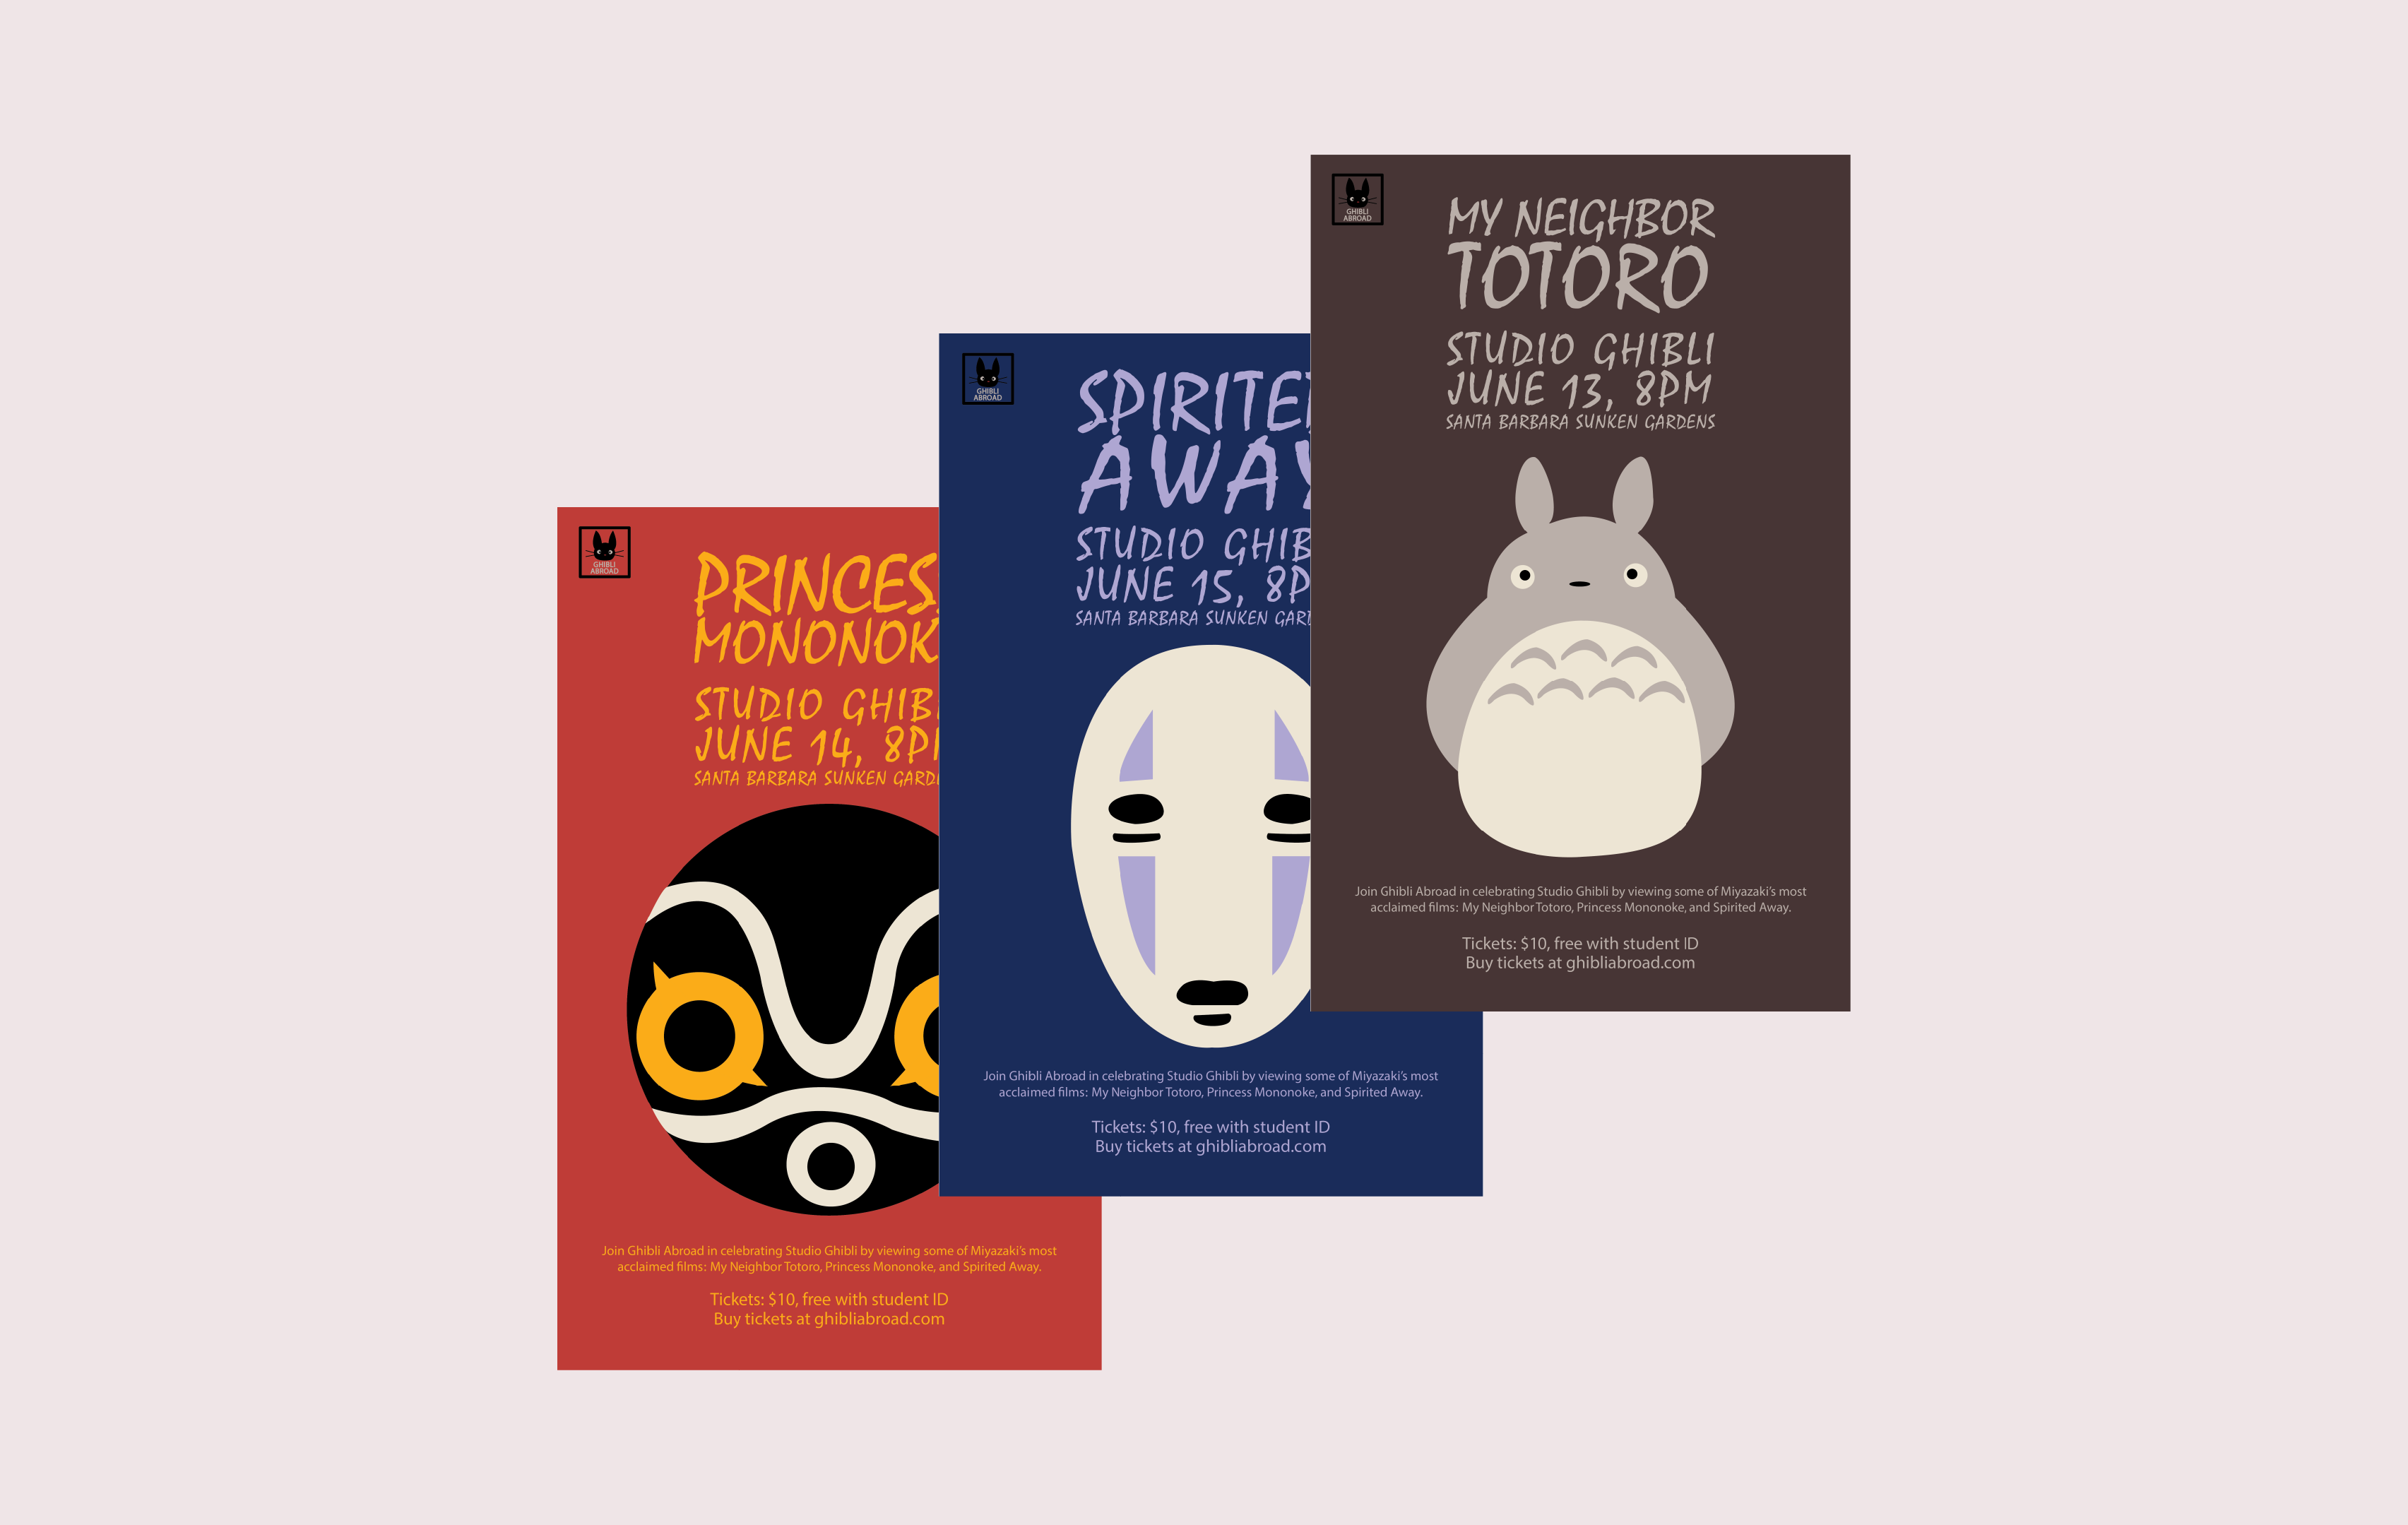 GHIBLI
ABROAD
PRINCES
MONONOK
STUDIO GHIB
JUNE 14, 8P
SANTA BARBARA SUNKEN GARD
Join Ghibli Abroad in celebrating Studio Ghibli by viewing some of Miyazaki's most
acclaimed films: My Neighbor Totoro, Princess Mononoke, and Spirited Away.
Tickets: $10, free with student ID
Buy tickets at ghibliabroad.com
GHIBLI
ABROAD
SPIRITE
AWAY
STUDIO GHIB
JUNE 15, 8P
SANTA BARBARA SUNKEN GAR
Join Ghibli Abroad in celebrating Studio Ghibli by viewing some of Miyazaki's most
acclaimed films: My Neighbor Totoro, Princess Mononoke, and Spirited Away.
Tickets: $10, free with student ID
Buy tickets at ghibliabroad.com
GHIBLI
ABROAD
MY NEIGHBOR
TOTORO
STUDIO GHIBLI
JUNE 13, 8PM
SANTA BARBARA SUNKEN GARDENS
Join Ghibli Abroad in celebrating Studio Ghibli by viewing some of Miyazaki's most
acclaimed films: My Neighbor Totoro, Princess Mononoke, and Spirited Away.
Tickets: $10, free with student ID
Buy tickets at ghibliabroad.com